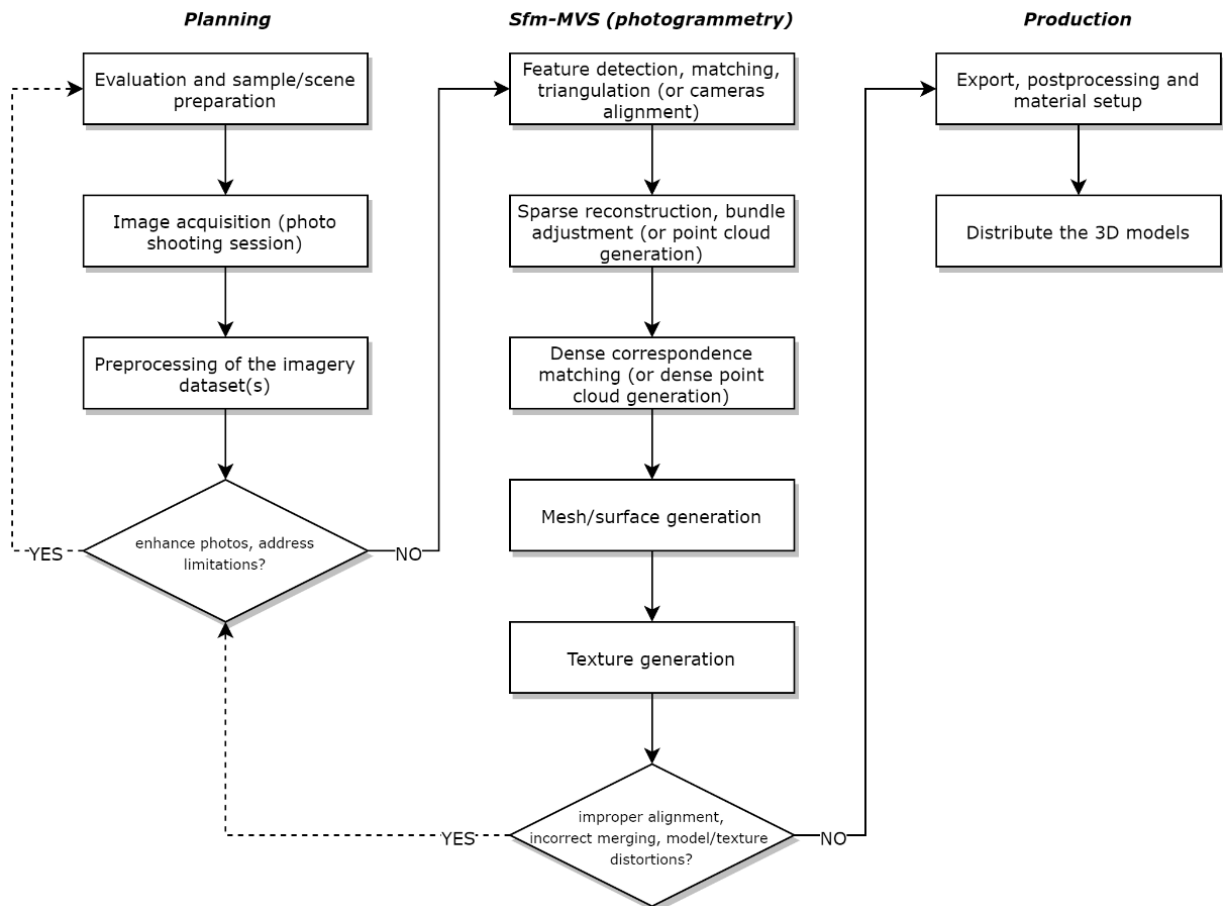 Planning
Evaluation and sample/scene
preparation
Image acquisition (photo
shooting session)
Preprocessing of the imagery
dataset(s)
enhance photos, address
limitations?
YES
NO
Sfm-MVS (photogrammetry)
Feature detection, matching,
triangulation (or cameras
alignment)
Sparse reconstruction, bundle
adjustment (or point cloud
generation)
Dense correspondence
matching (or dense point
cloud generation)
Mesh/surface generation
Texture generation
improper alignment,
incorrect merging, model/texture
distortions?
YES
NO
Production
Export, postprocessing and
material setup
Distribute the 3D models